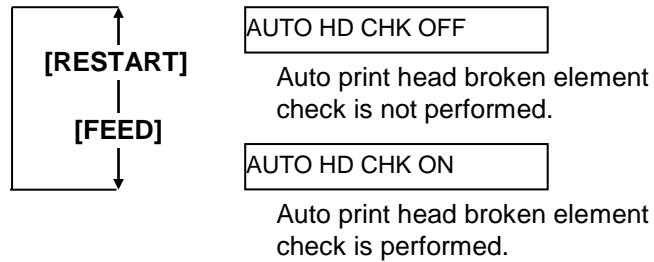 AUTO HD CHK OFF
[RESTART]
Auto print head broken element
check is not performed.
[FEED]
AUTO HD CHK ON
Auto print head broken element
check is performed.